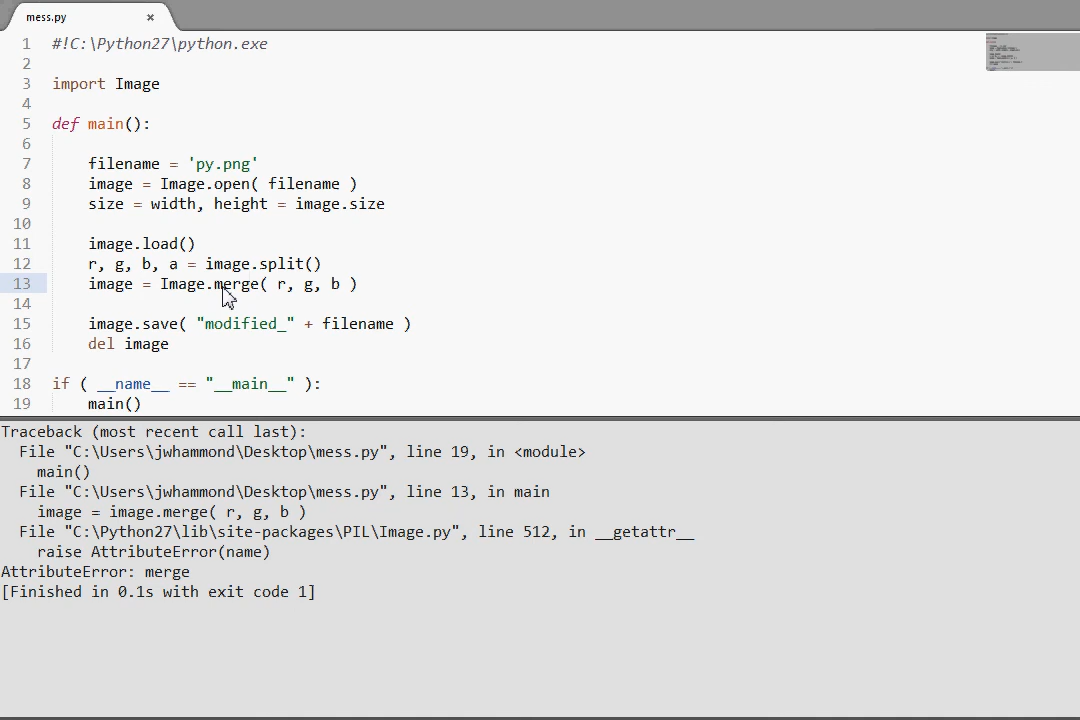 mess.py ×
1 #!C:\Python27\python.exe
2
3 import Image
4
5 def main():
6
7 filename = 'py.png'
8 image = Image.open( filename )
9 size = width, height = image.size
10
11 image.load()
12 r, g, b, a = image.split()
13 image = Image.merge( r, g, b )
14
15 image.save( "modified_" + filename )
16 del image
17
18 if ( __name__ == "__main__" ):
19 main()
Traceback (most recent call last):
File "C:\Users\jwhammond\Desktop\mess.py", line 19, in <module>
main()
File "C:\Users\jwhammond\Desktop\mess.py", line 13, in main
image = image.merge( r, g, b )
File "C:\Python27\lib\site-packages\PIL\Image.py", line 512, in __getattr__
raise AttributeError(name)
AttributeError: merge
[Finished in 0.1s with exit code 1]